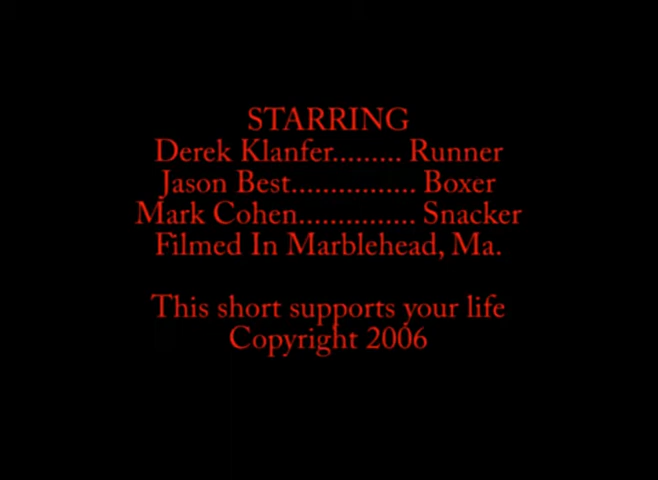 STARRING
Derek Klanfer......... Runner
Jason Best................ Boxer
Mark Cohen............... Snacker
Filmed In Marblehead, Ma.
This short supports your life
Copyright 2006